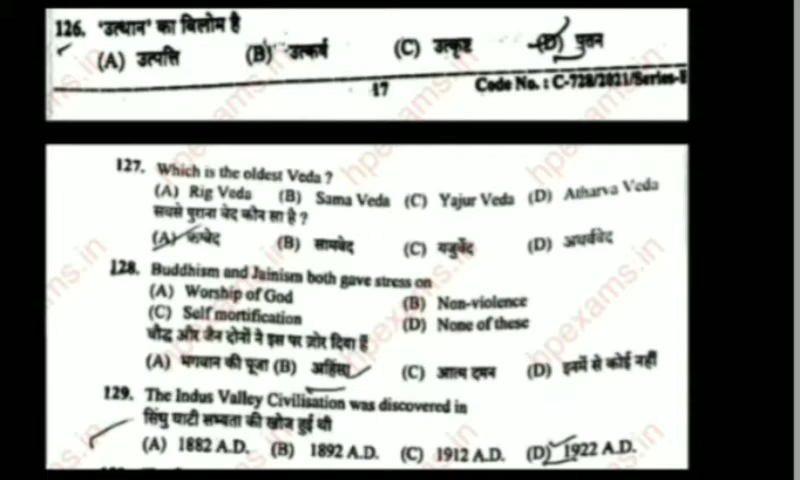 126. 'उत्थान' का विलोम है
(A) उत्पत्ति (B) उत्कर्ष (C) उत्कृष्ट (D) पतन
17 Code No. : C-728/2021/Series-
127. Which is the oldest Veda ?
(A) Rig Veda (B) Sama Veda (C) Yajur Veda (D) Atharva Veda
सबसे पुराना वेद कौन सा है ?
(A) ऋग्वेद (B) सामवेद (C) यजुर्वेद (D) अथर्ववेद
128. Buddhism and Jainism both gave stress on
(A) Worship of God (B) Non-violence
(C) Self mortification (D) None of these
बौद्ध और जैन दोनों ने इस पर ज़ोर दिया है
(A) भगवान की पूजा (B) अहिंसा (C) आत्म दमन (D) इनमें से कोई नहीं
129. The Indus Valley Civilisation was discovered in
सिंधु घाटी सभ्यता की खोज हुई थी
(A) 1882 A.D. (B) 1892 A.D. (C) 1912 A.D. (D) 1922 A.D.
hpexams.in